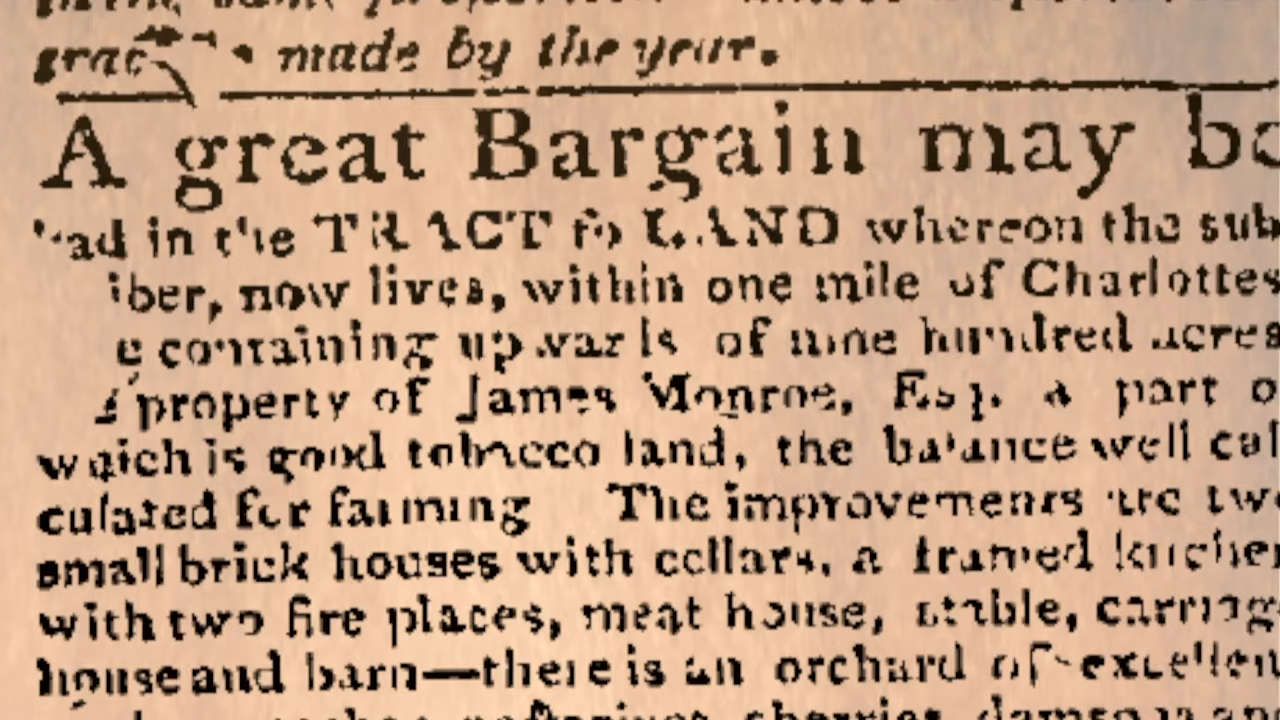 made by the year.
A great Bargain may be
had in the TRACT fo LAND whereon the sub
iber, now lives, within one mile of Charlottes
e containing upwards of nine hundred acres
property of James Monroe, Esq. a part o
which is good tobacco land, the balance well cal
culated for farming The improvements are two
small brick houses with cellars, a framed kitchen
with two fire places, meat house, stable, carriag
house and barn—there is an orchard of excellen
cherries, damsons and